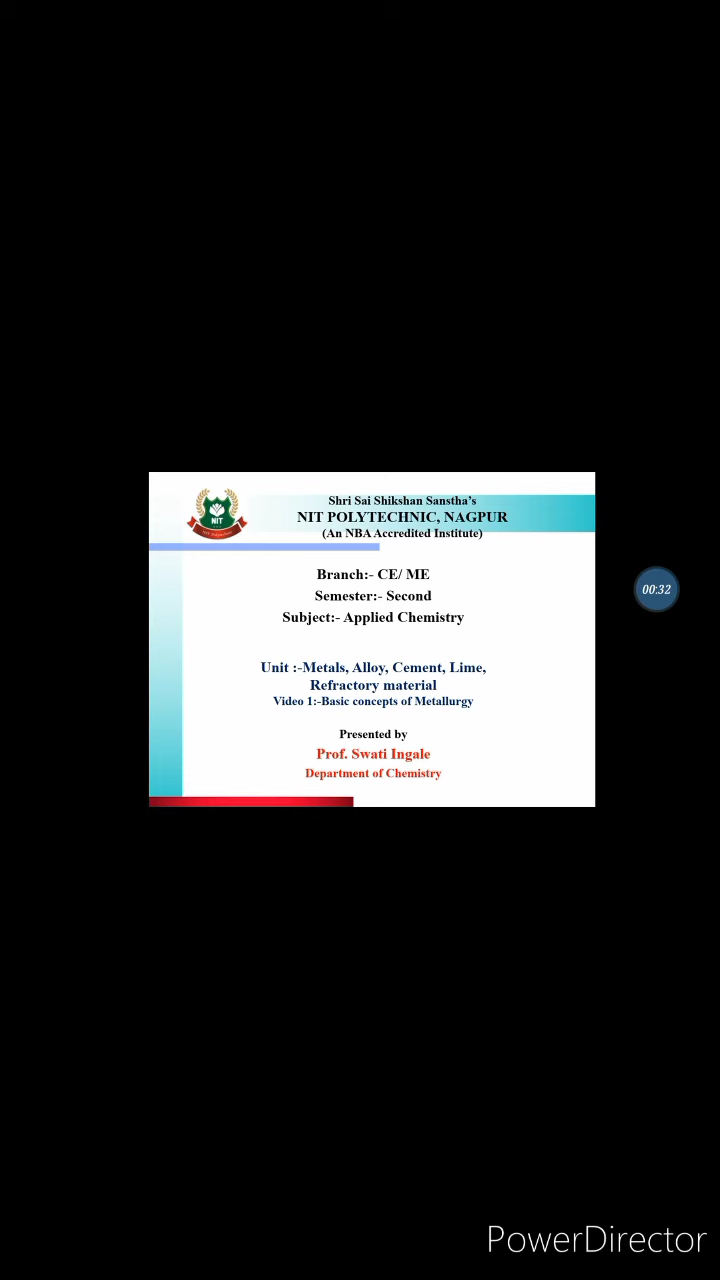 Shri Sai Shikshan Sanstha's
NIT POLYTECHNIC, NAGPUR
(An NBA Accredited Institute)
NIT
Branch:- CE/ ME
Semester:- Second
Subject:- Applied Chemistry
00:32
Unit :-Metals, Alloy, Cement, Lime,
Refractory material
Video 1:-Basic concepts of Metallurgy
Presented by
Prof. Swati Ingale
Department of Chemistry
PowerDirector